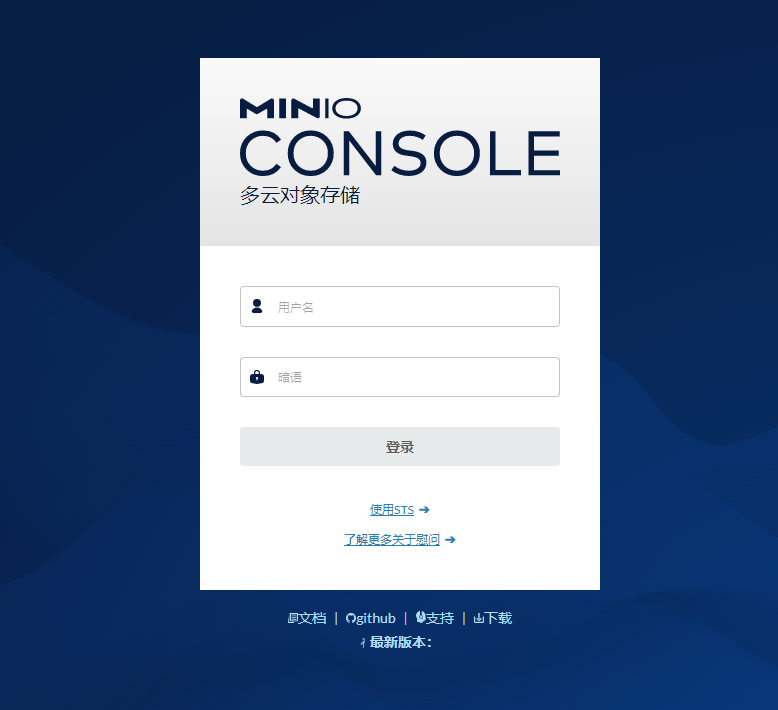 MINIO
CONSOLE
多云对象存储
用户名
暗语
登录
使用STS ➔
了解更多关于慰问 ➔
文档 | github | 支持 | 下载
最新版本: